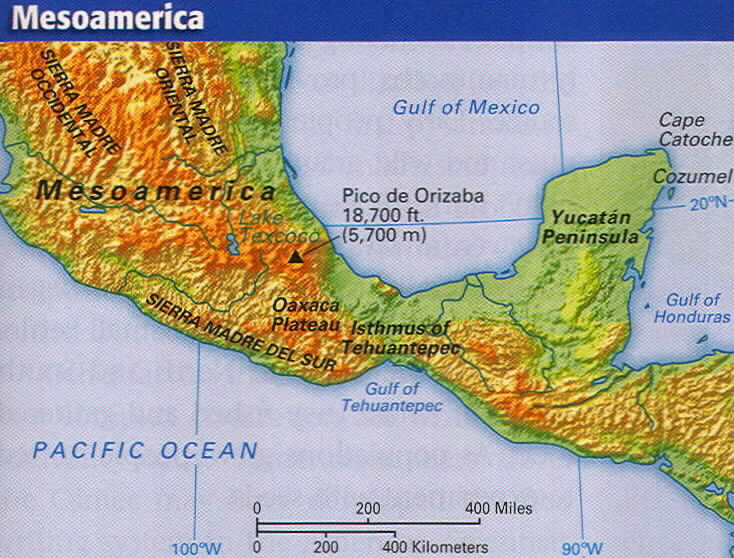 Mesoamerica
SIERRA MADRE
OCCIDENTAL
SIERRA MADRE
ORIENTAL
Gulf of Mexico
Cape
Catoche
Cozumel
Mesoamerica
Pico de Orizaba
18,700 ft.
(5,700 m)
20°N
Lake
Texcoco
Yucatán
Peninsula
Oaxaca
Plateau
SIERRA MADRE DEL SUR
Isthmus of
Tehuantepec
Gulf of
Honduras
Gulf of
Tehuantepec
PACIFIC OCEAN
0 200 400 Miles
0 200 400 Kilometers
100°W
90°W